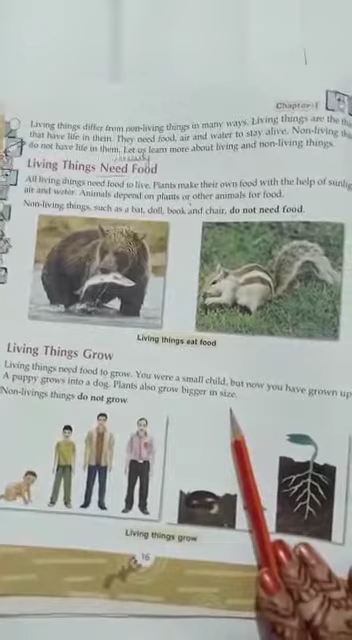 Chapter-1
Living things differ from non-living things in many ways. Living things are the
that have life in them. They need food, air and water to stay alive. Non-living
do not have life in them. Let us learn more about living and non-living things.
Living Things Need Food
All living things need food to live. Plants make their own food with the help of
air and water. Animals depend on plants or other animals for food.
Non-living things, such as a bat, doll, book and chair, do not need food.
Living things eat food
Living Things Grow
Living things need food to grow. You were a small child, but now you have grown up
A puppy grows into a dog. Plants also grow bigger in size.
Non-livings things do not grow
Living things grow
16